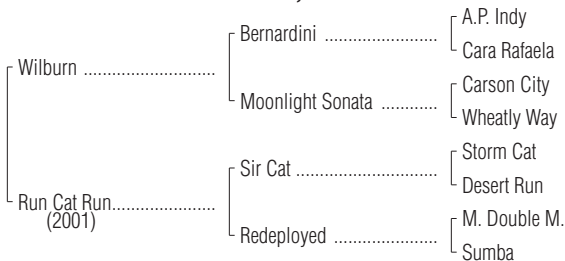 A.P. Indy
Bernardini ......................
Cara Rafaela
Wilburn .........................
Carson City
Moonlight Sonata ...........
Wheatly Way
Storm Cat
Sir Cat ...........................
Desert Run
Run Cat Run...................
(2001)
M. Double M.
Redeployed ....................
Sumba